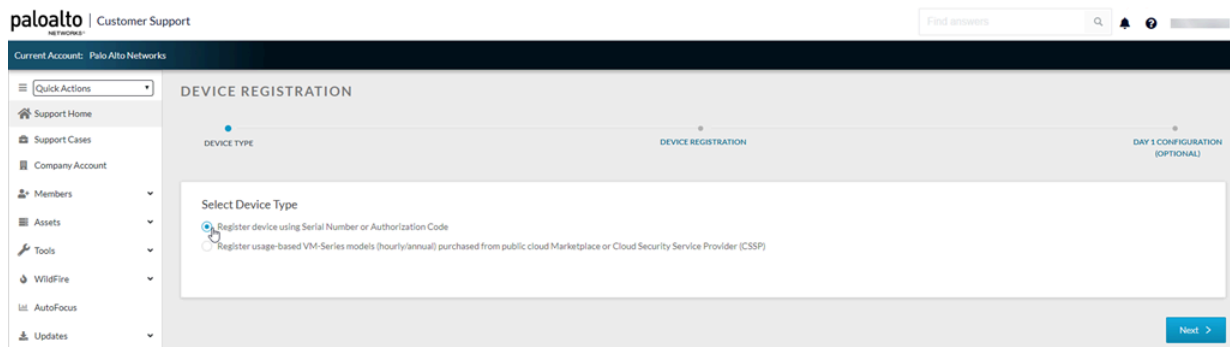 paloalto | Customer Support
NETWORKS
Find answers
Current Account: Palo Alto Networks
Quick Actions
Support Home
Support Cases
Company Account
Members
Assets
Tools
WildFire
AutoFocus
Updates
DEVICE REGISTRATION
DEVICE TYPE
DEVICE REGISTRATION
DAY 1 CONFIGURATION
(OPTIONAL)
Select Device Type
Register device using Serial Number or Authorization Code
Register usage-based VM-Series models (hourly/annual) purchased from public cloud Marketplace or Cloud Security Service Provider (CSSP)
Next >